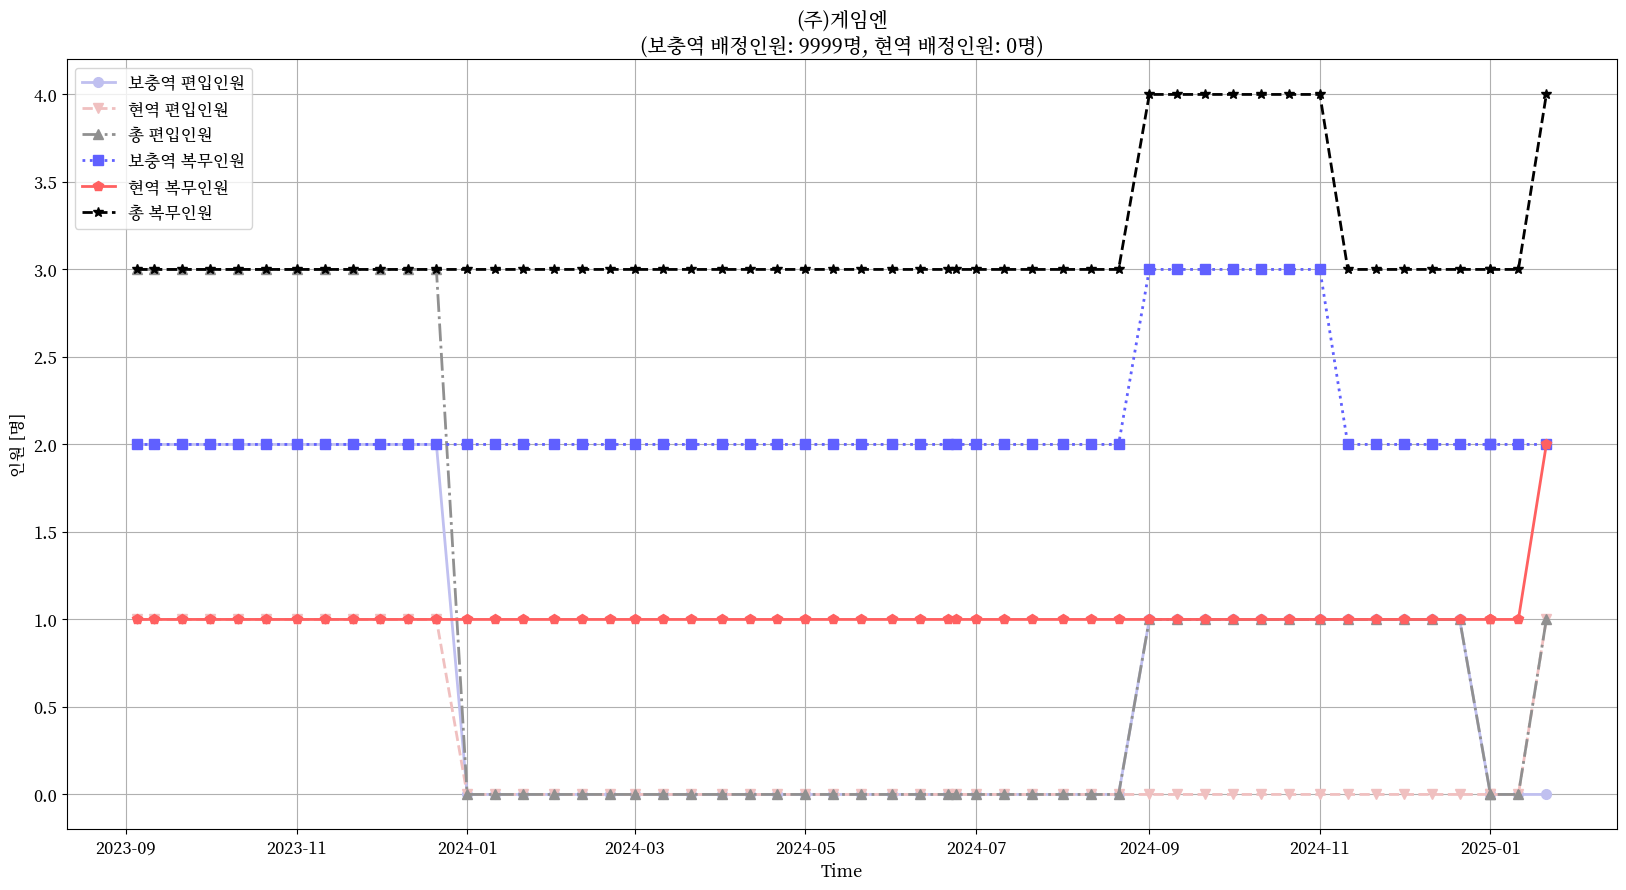 (주)게임엔
(보충역 배정인원: 9999명, 현역 배정인원: 0명)
보충역 편입인원
현역 편입인원
총 편입인원
보충역 복무인원
현역 복무인원
총 복무인원
인원 [명]
4.0
3.5
3.0
2.5
2.0
1.5
1.0
0.5
0.0
2023-09 2023-11 2024-01 2024-03 2024-05 2024-07 2024-09 2024-11 2025-01
Time